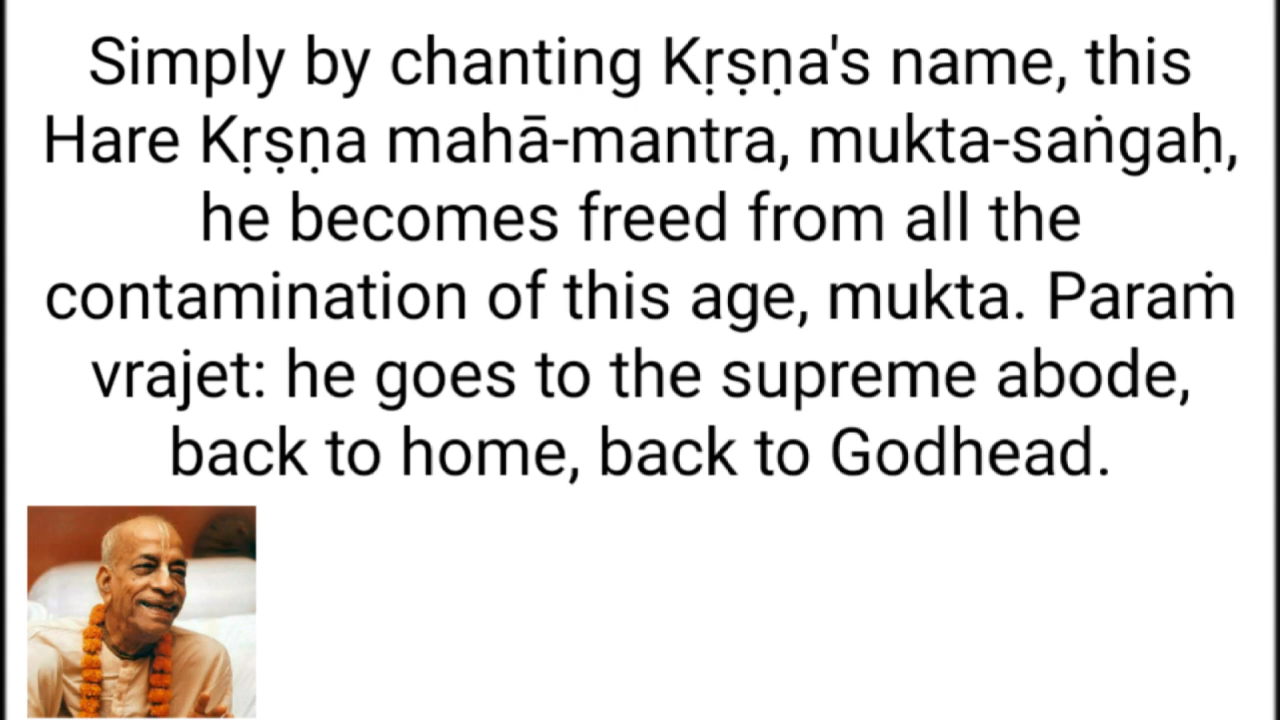 Simply by chanting Kṛṣṇa's name, this
Hare Kṛṣṇa mahā-mantra, mukta-saṅgaḥ,
he becomes freed from all the
contamination of this age, mukta. Paraṁ
vrajet: he goes to the supreme abode,
back to home, back to Godhead.